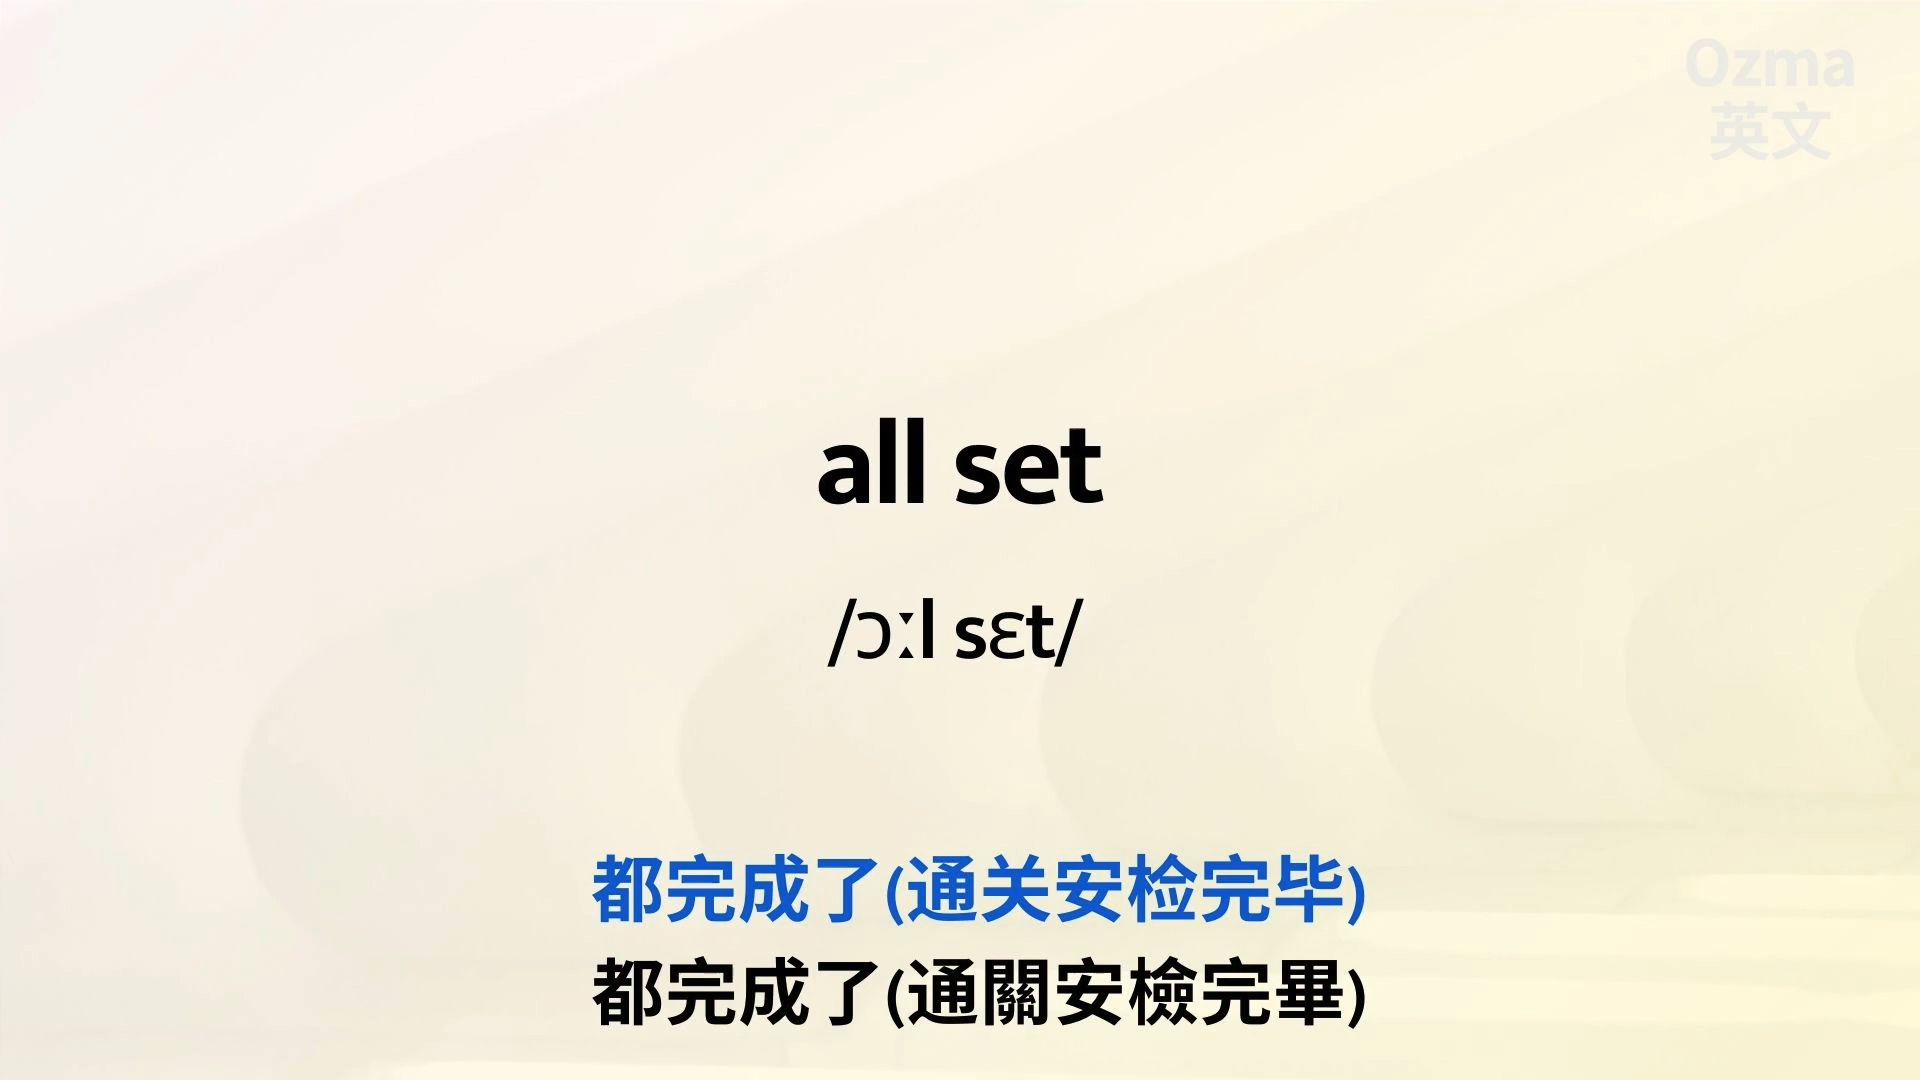 Ozma
英文
all set
/ɔːl sɛt/
都完成了(通关安检完毕)
都完成了(通關安檢完畢)